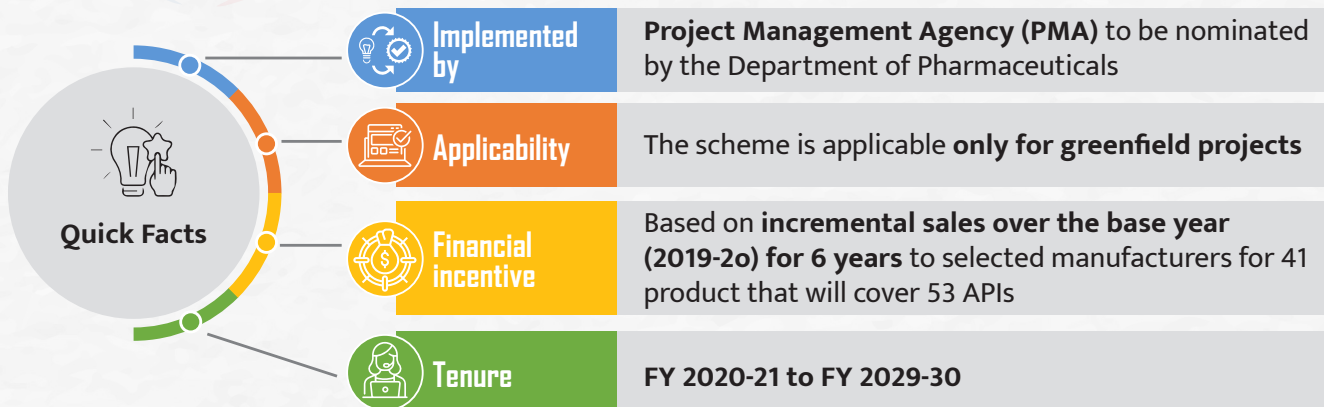 Quick Facts
Implemented
by
Project Management Agency (PMA) to be nominated
by the Department of Pharmaceuticals
Applicability
The scheme is applicable only for greenfield projects
Financial
incentive
Based on incremental sales over the base year
(2019-2o) for 6 years to selected manufacturers for 41
product that will cover 53 APIs
Tenure
FY 2020-21 to FY 2029-30